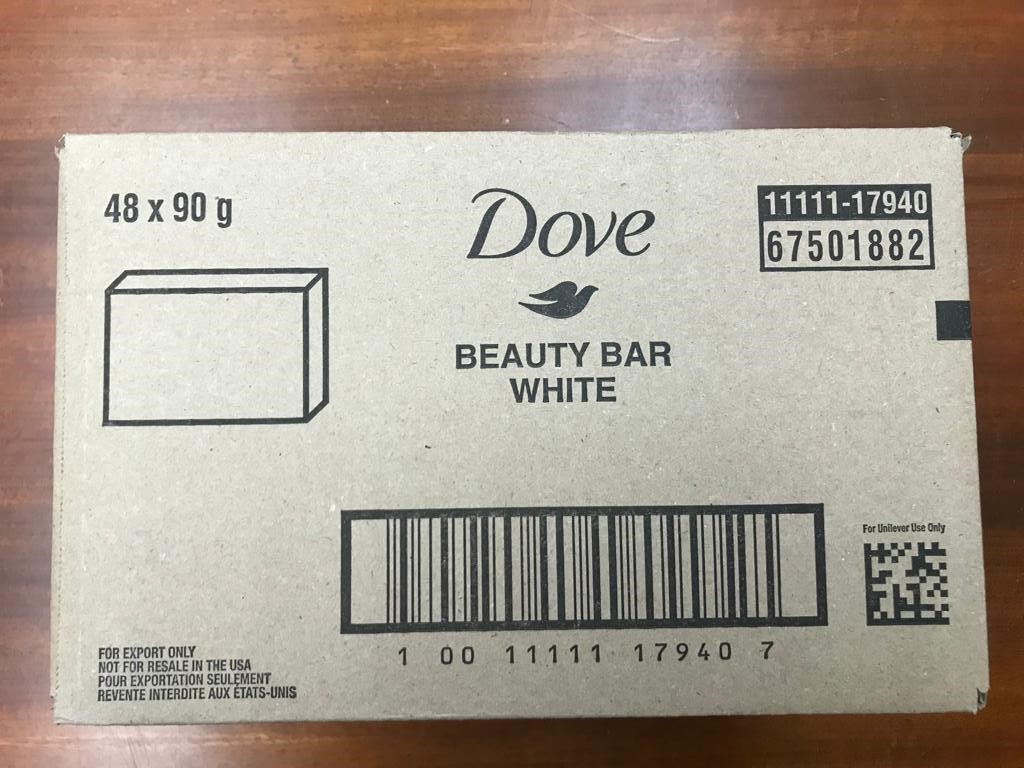 48 x 90 g
Dove
11111-17940
67501882
BEAUTY BAR
WHITE
For Unilever Use Only
1 00 11111 17940 7
FOR EXPORT ONLY
NOT FOR RESALE IN THE USA
POUR EXPORTATION SEULEMENT
REVENTE INTERDITE AUX ÉTATS-UNIS